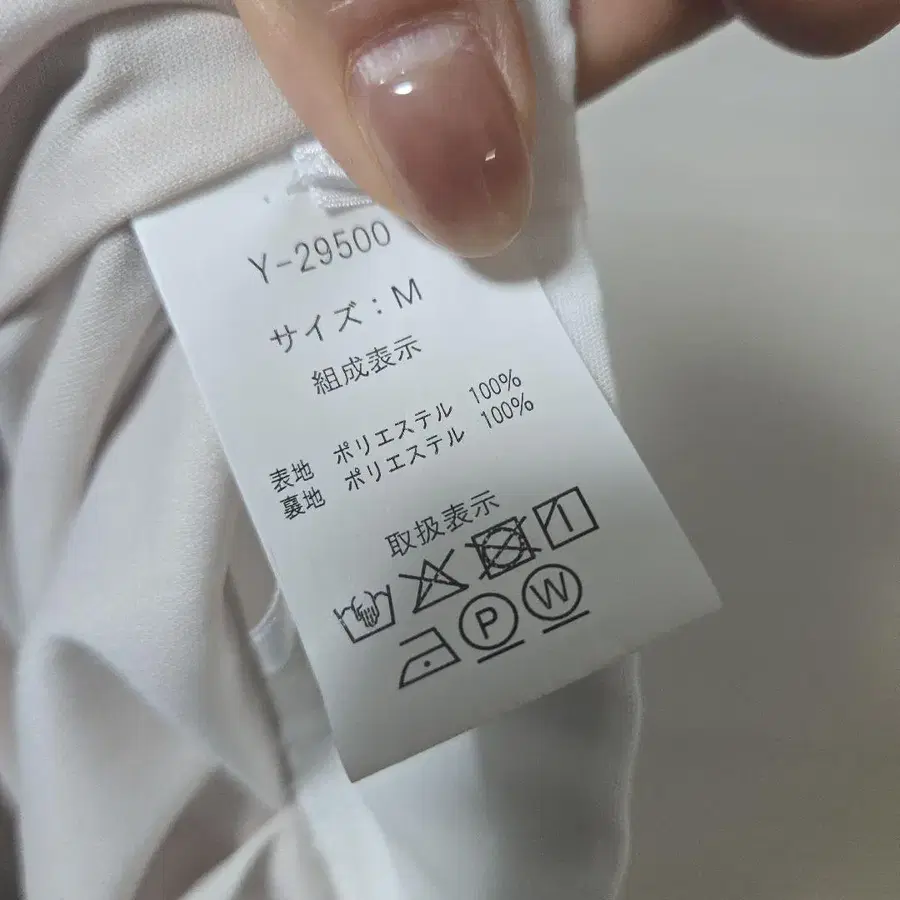 Y-29500
サイズ：M
組成表示
表地 ポリエステル 100%
裏地 ポリエステル 100%
取扱表示
P W